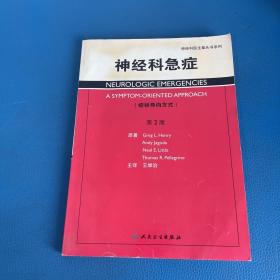 神经科急症
NEUROLOGIC EMERGENCIES
A SYMPTOM-ORIENTED APPROACH
（症状导向方式）
第2版
原著 Greg L. Henry
Andy Jagoda
Neal E. Little
Thomas R. Pellegrino
主译 王维治
人民卫生出版社